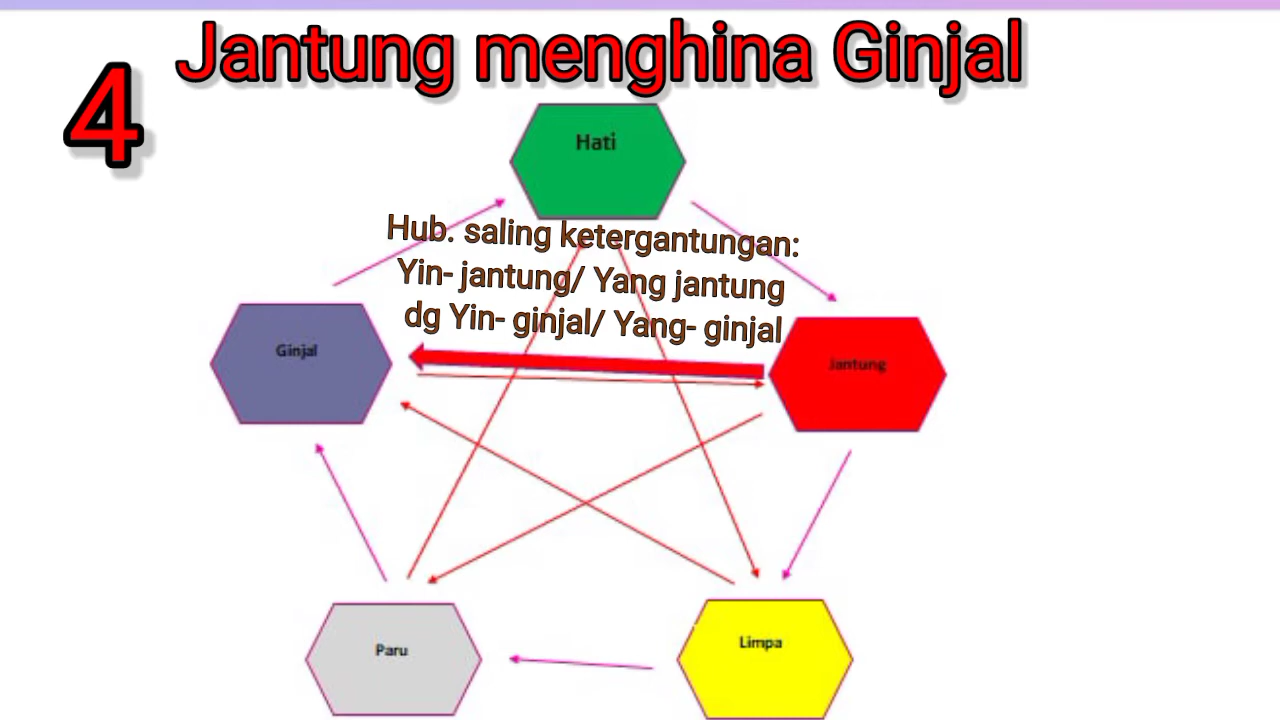 Jantung menghina Ginjal
4
Hati
Hub. saling ketergantungan:
Yin- jantung/ Yang jantung
dg Yin- ginjal/ Yang- ginjal
Ginjal
Jantung
Paru
Limpa